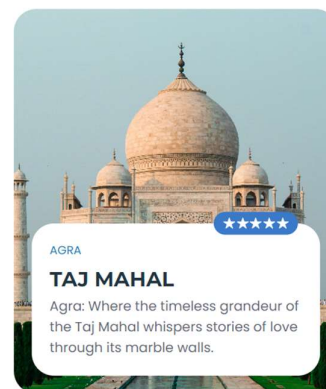 AGRA
TAJ MAHAL
Agra: Where the timeless grandeur of
the Taj Mahal whispers stories of love
through its marble walls.